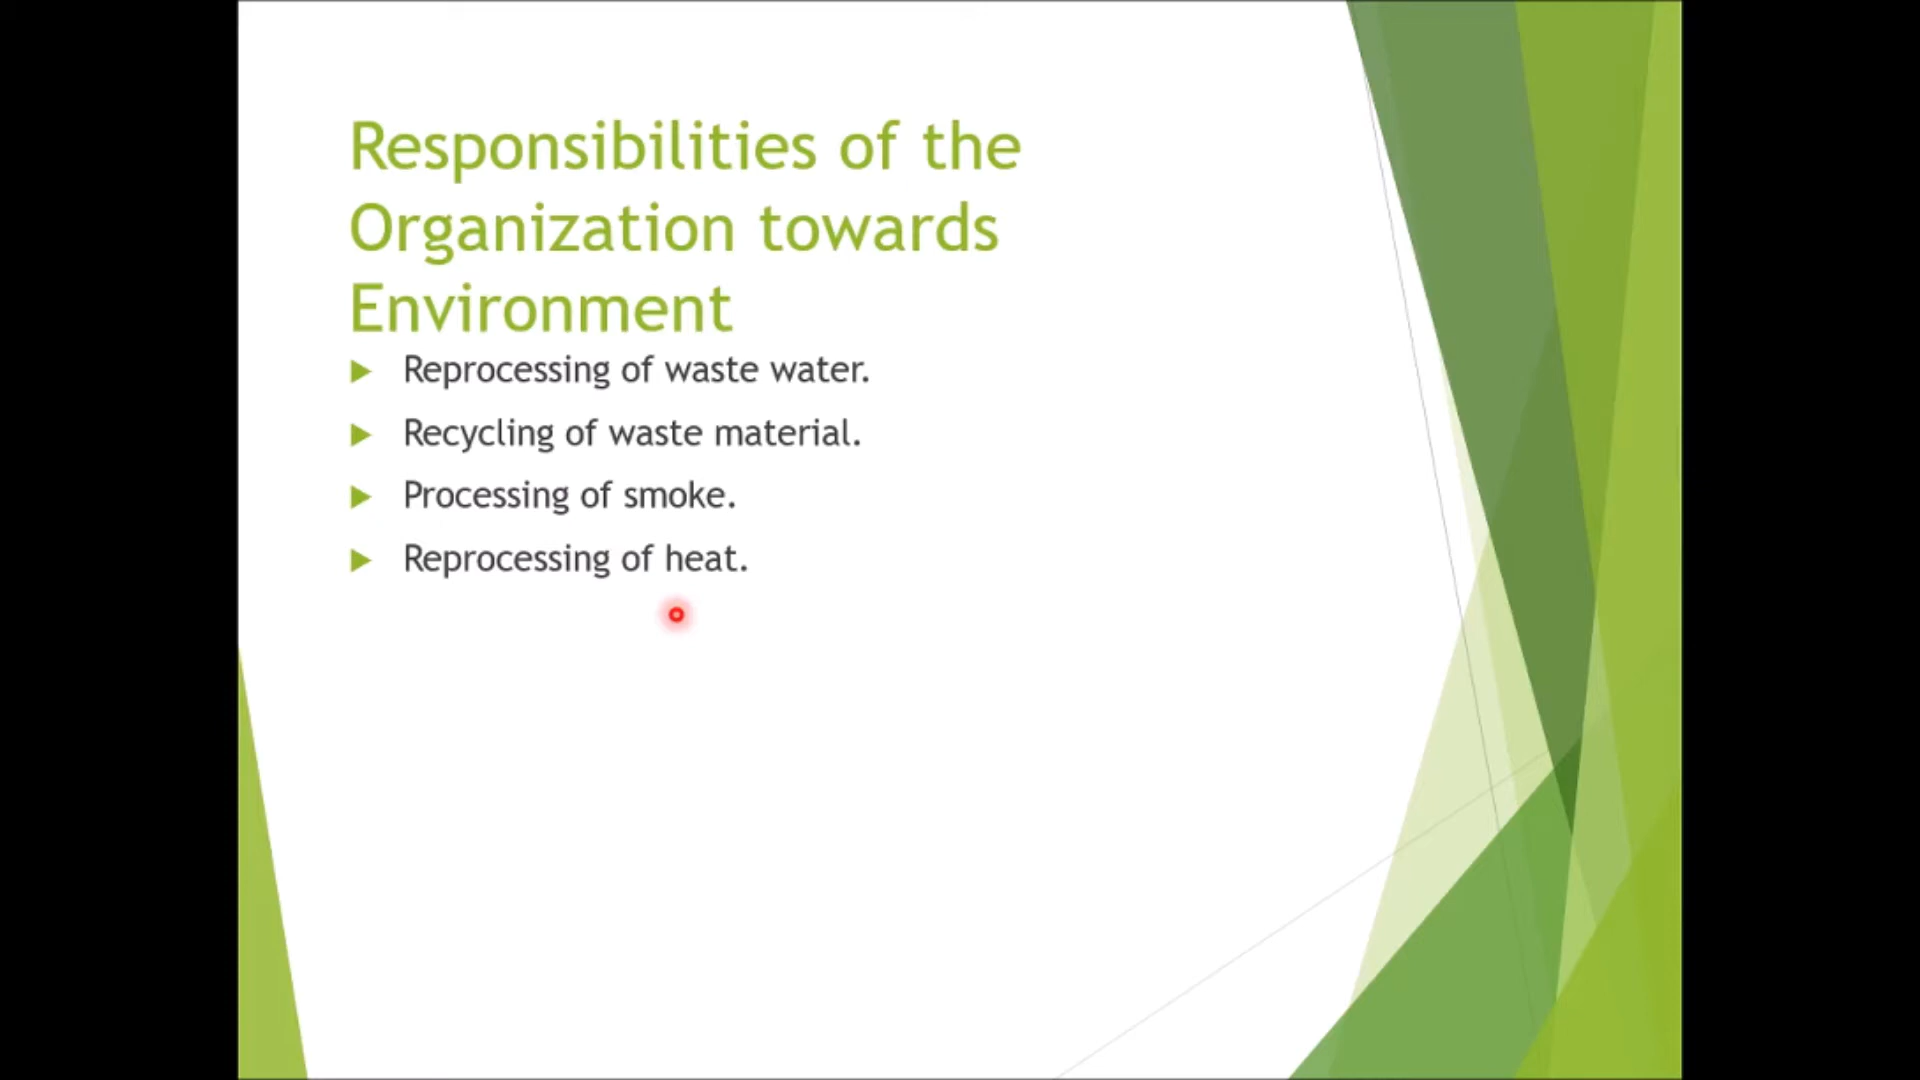 Responsibilities of the
Organization towards
Environment
Reprocessing of waste water.
Recycling of waste material.
Processing of smoke.
Reprocessing of heat.